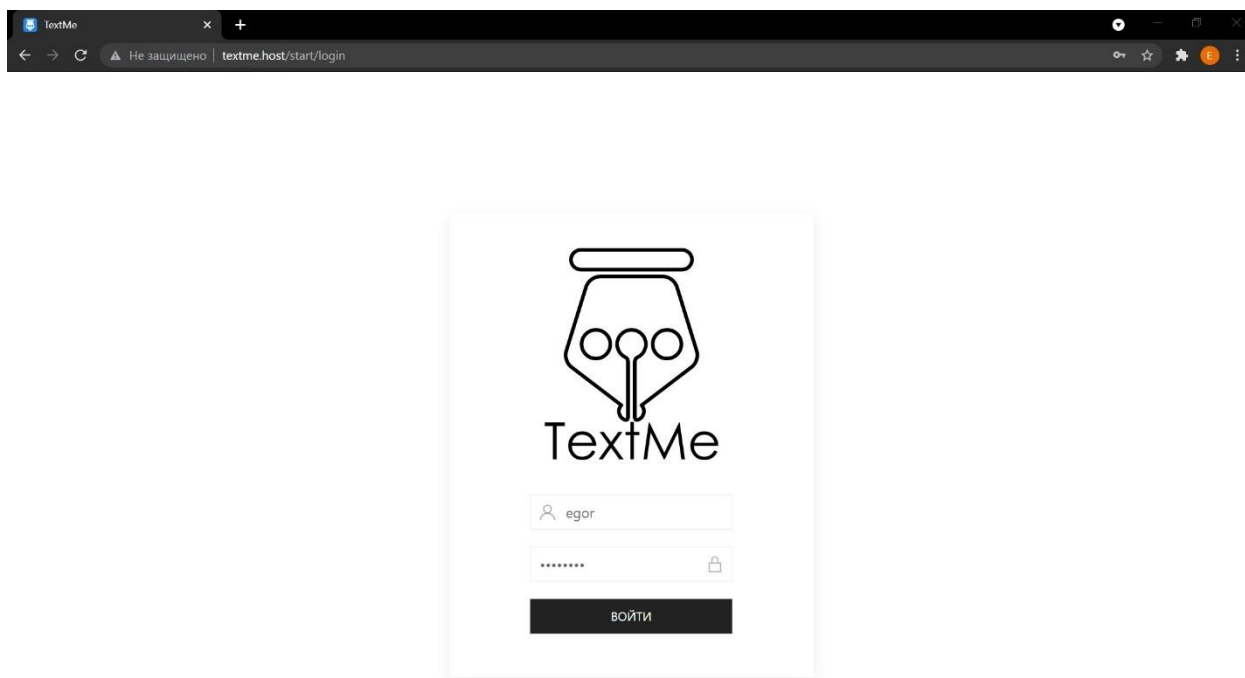 TextMe
Не защищено | textme.host/start/login
E
TextMe
egor
••••••••
ВОЙТИ